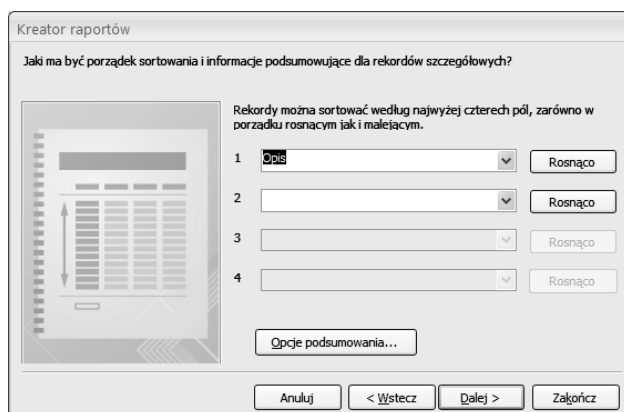 Kreator raportów
Jaki ma być porządek sortowania i informacje podsumowujące dla rekordów szczegółowych?
Rekordy można sortować według najwyżej czterech pól, zarówno w
porządku rosnącym jak i malejącym.
1 Opis Rosnąco
2 Rosnąco
3 Rosnąco
4 Rosnąco
Opcje podsumowania...
Anuluj < Wstecz Dalej > Zakończ